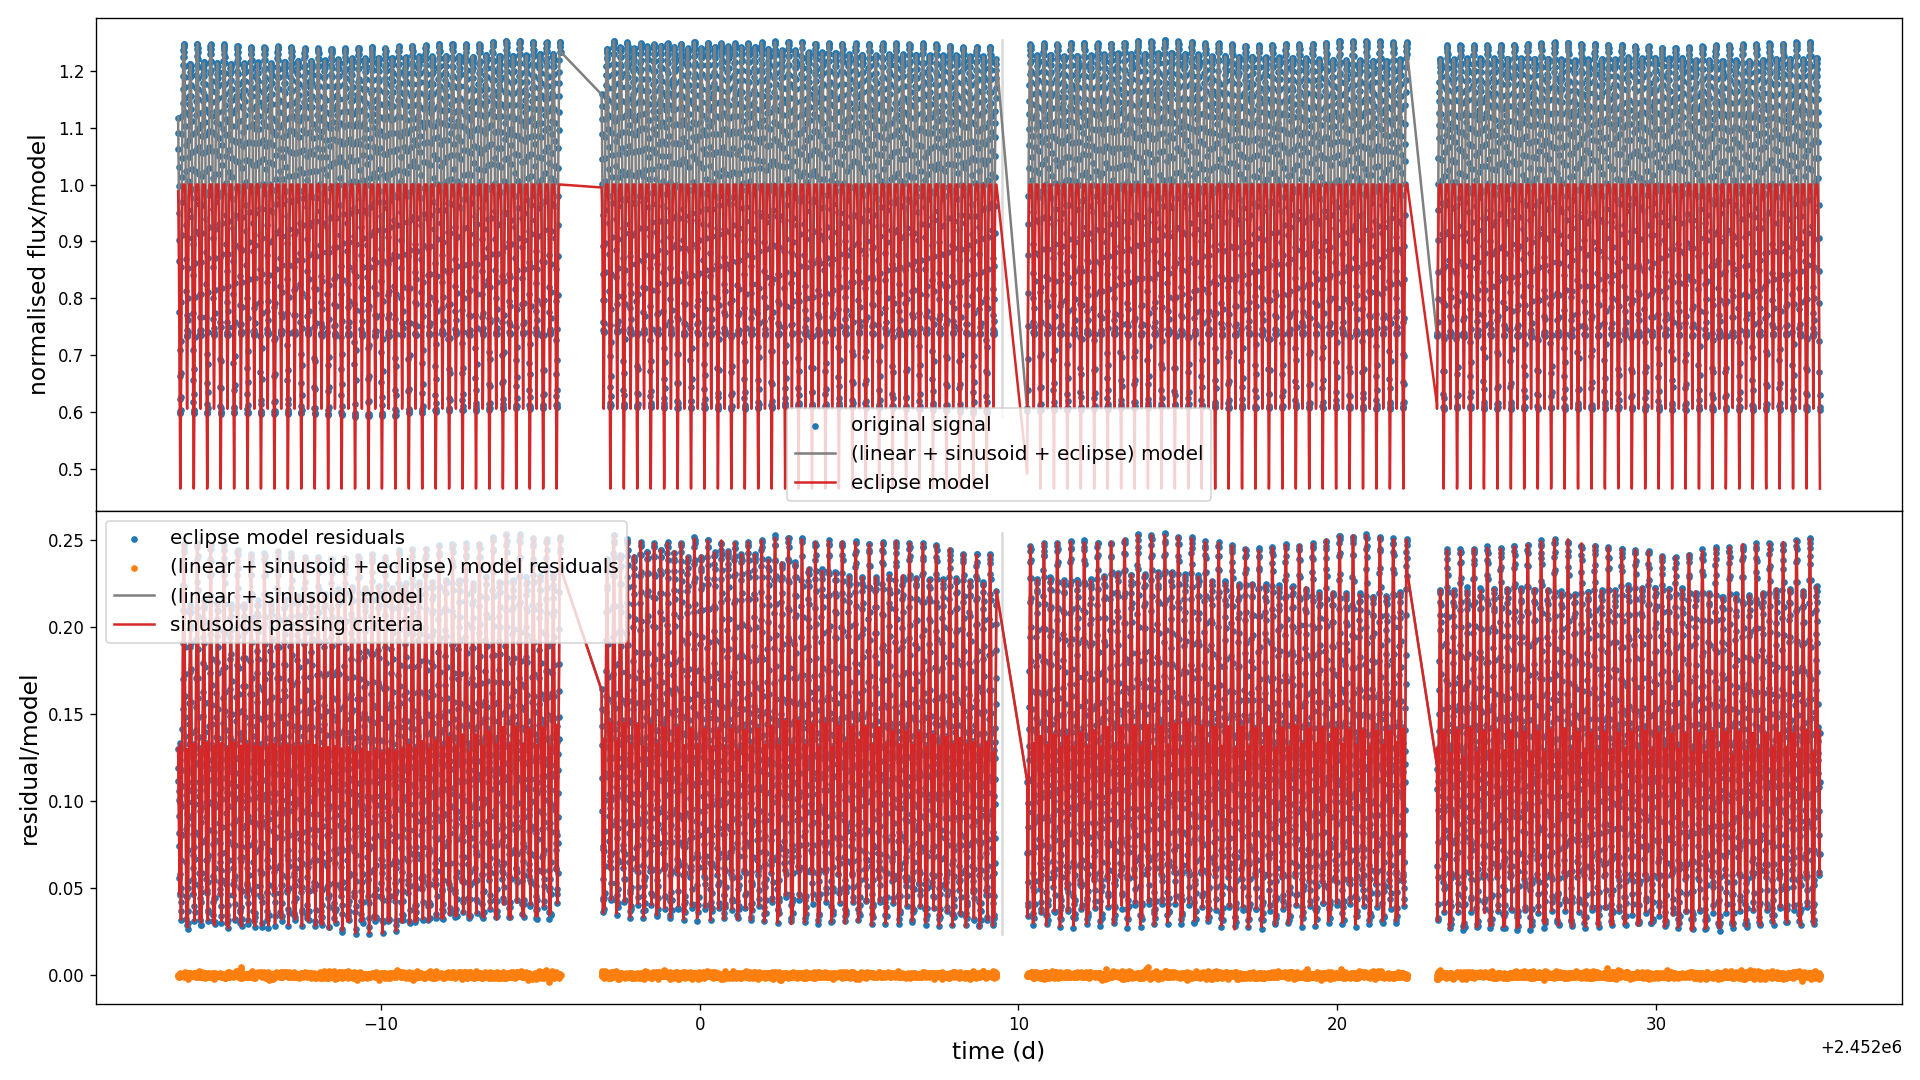 normalised flux/model
1.2
1.1
1.0
0.9
0.8
0.7
0.6
0.5
original signal
(linear + sinusoid + eclipse) model
eclipse model
residual/model
0.25
0.20
0.15
0.10
0.05
0.00
eclipse model residuals
(linear + sinusoid + eclipse) model residuals
(linear + sinusoid) model
sinusoids passing criteria
−10
0
10
20
30
time (d)
+2.452e6